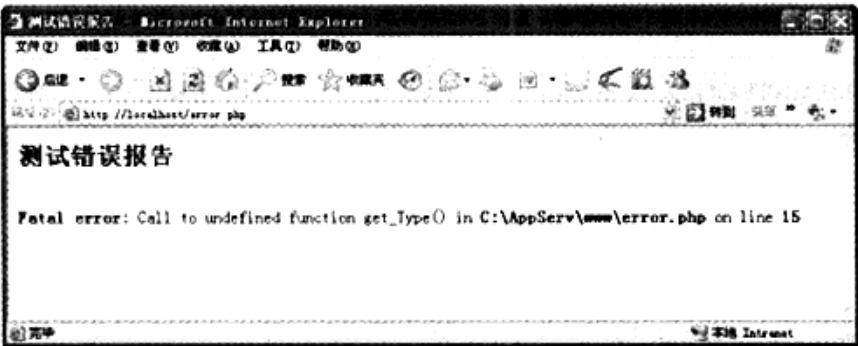 测试错误报告 - Microsoft Internet Explorer
文件(F) 编辑(E) 查看(V) 收藏(A) 工具(T) 帮助(H)
后退 搜索 收藏夹
http://localhost/error.php 转到
测试错误报告
Fatal error: Call to undefined function get_Type() in C:\AppServ\www\error.php on line 15
完毕 本地 Intranet